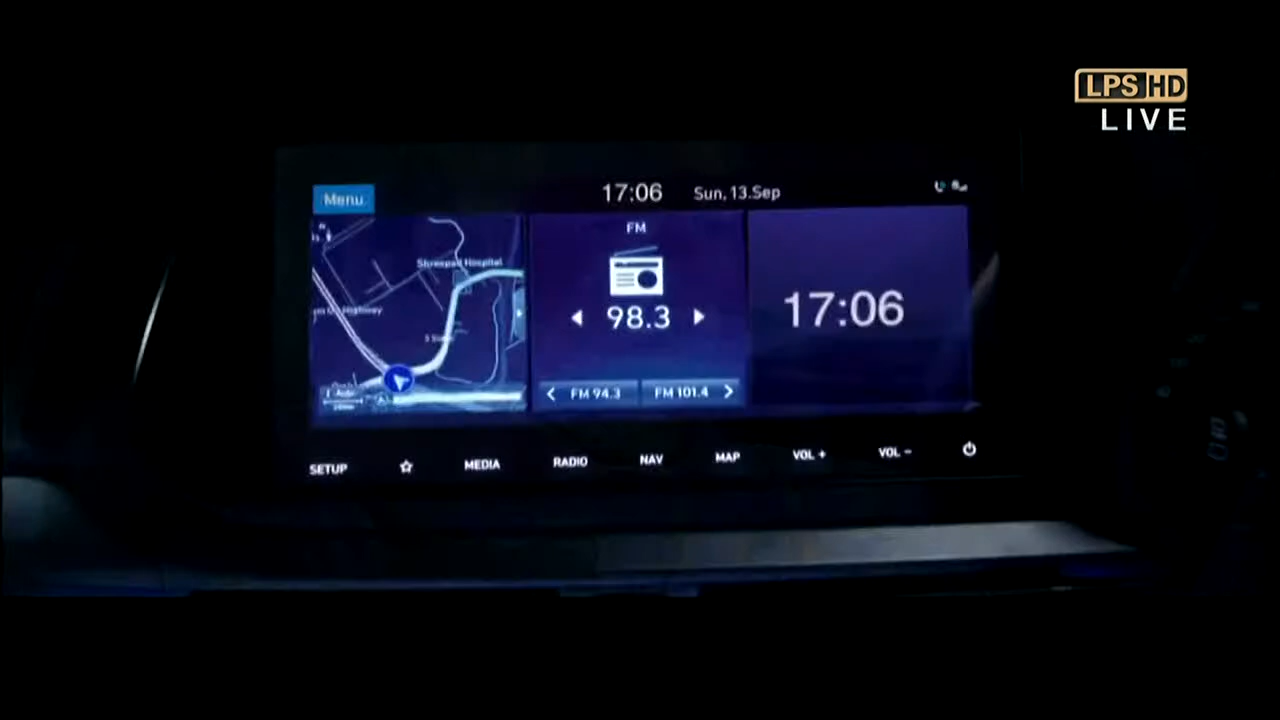 LPS HD
LIVE
Menu
17:06
Sun, 13.Sep
Hospital
Highway
FM
98.3
17:06
FM 94.3
FM 101.4
SETUP
MEDIA
RADIO
NAV
MAP
VOL +
VOL -